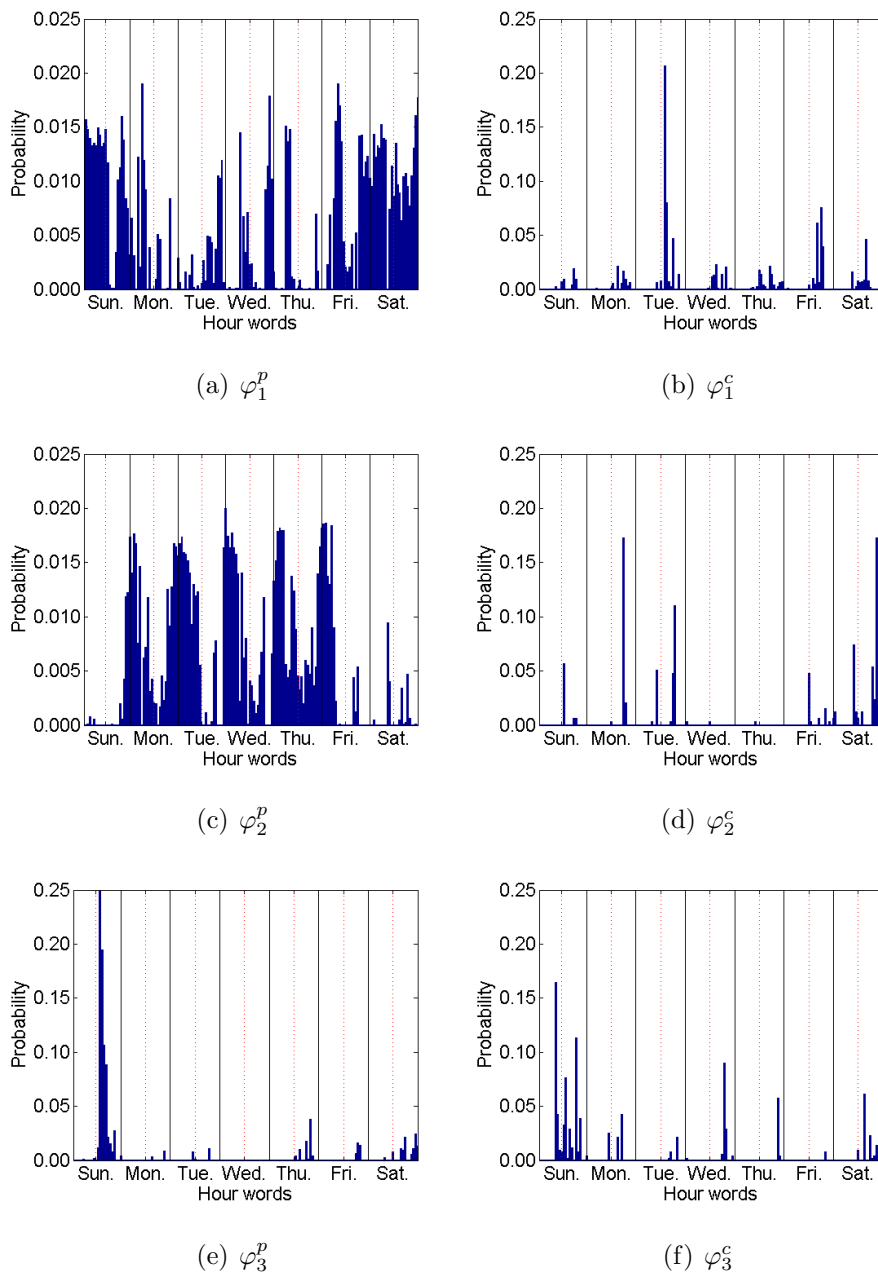 0.025
0.020
0.015
0.010
0.005
0.000
Probability
Sun. Mon. Tue. Wed. Thu. Fri. Sat.
Hour words
(a) φ₁ᵖ
0.25
0.20
0.15
0.10
0.05
0.00
Probability
Sun. Mon. Tue. Wed. Thu. Fri. Sat.
Hour words
(b) φ₁ᶜ
0.025
0.020
0.015
0.010
0.005
0.000
Probability
Sun. Mon. Tue. Wed. Thu. Fri. Sat.
Hour words
(c) φ₂ᵖ
0.25
0.20
0.15
0.10
0.05
0.00
Probability
Sun. Mon. Tue. Wed. Thu. Fri. Sat.
Hour words
(d) φ₂ᶜ
0.25
0.20
0.15
0.10
0.05
0.00
Probability
Sun. Mon. Tue. Wed. Thu. Fri. Sat.
Hour words
(e) φ₃ᵖ
0.25
0.20
0.15
0.10
0.05
0.00
Probability
Sun. Mon. Tue. Wed. Thu. Fri. Sat.
Hour words
(f) φ₃ᶜ